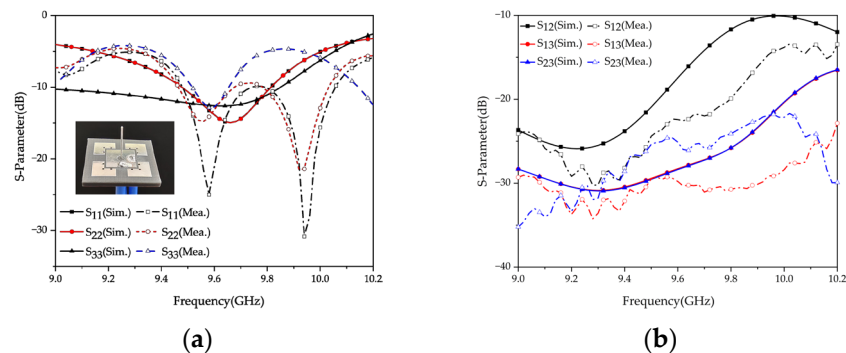 0
-10
-20
-30
S-Parameter(dB)
S11(Sim.) S11(Mea.)
S22(Sim.) S22(Mea.)
S33(Sim.) S33(Mea.)
9.0 9.2 9.4 9.6 9.8 10.0 10.2
Frequency(GHz)
(a)
-10
-20
-30
-40
S-Parameter(dB)
S12(Sim.) S12(Mea.)
S13(Sim.) S13(Mea.)
S23(Sim.) S23(Mea.)
9.0 9.2 9.4 9.6 9.8 10.0 10.2
Frequency(GHz)
(b)